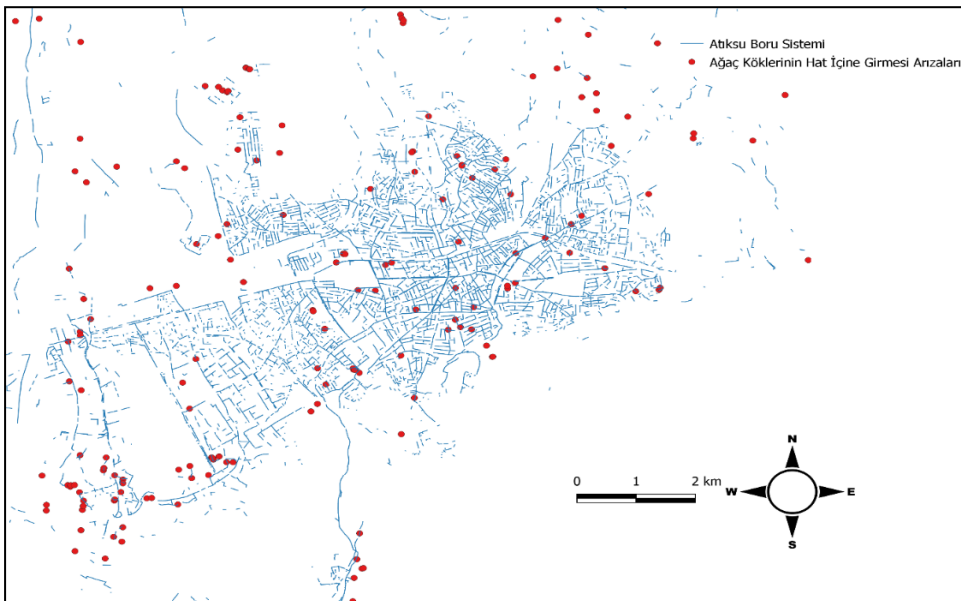 Atıksu Boru Sistemi
Ağaç Köklerinin Hat İçine Girmesi Arızaları
N
W E
S
0 1 2 km